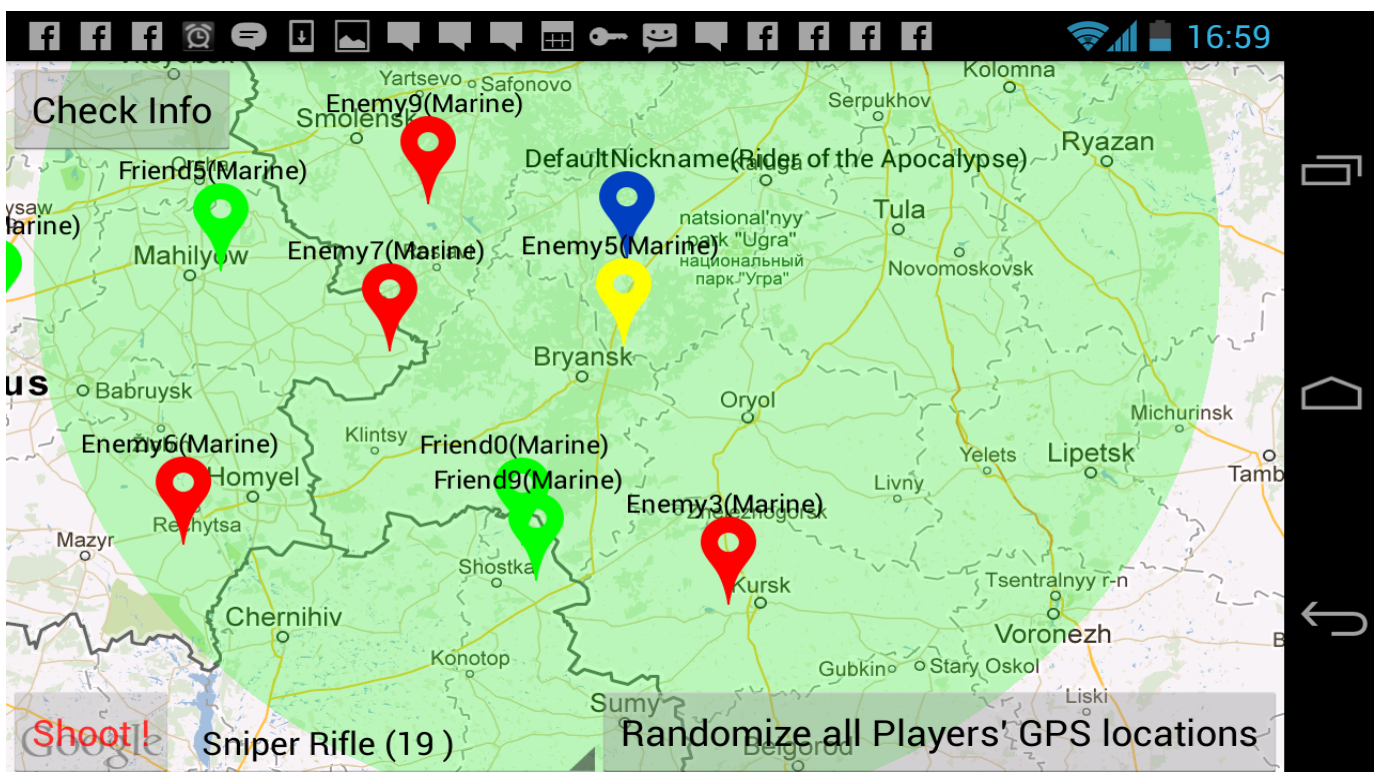 16:59
Check Info
Yartsevo
Safonovo
Kolomna
Enemy9(Marine)
Smolensk
Serpukhov
Ryazan
DefaultNickname(Rider of the Apocalypse)
Kaluga
Friend5(Marine)
ysaw
larine)
Tula
natsional'nyy
park "Ugra"
национальный
парк "Угра"
Mahilyow
Enemy7(Marine)
Enemy5(Marine)
Novomoskovsk
Bryansk
us
Babruysk
Oryol
Michurinsk
Enemy6(Marine)
Klintsy
Friend0(Marine)
Yelets
Lipetsk
Tamb
Homyel
Friend9(Marine)
Livny
Enemy3(Marine)
Zheleznogorsk
Rechytsa
Mazyr
Shostka
Kursk
Tsentralnyy r-n
Chernihiv
Voronezh
B
Konotop
Gubkin
Stary Oskol
Sumy
Liski
Shoot !
Google
Sniper Rifle (19 )
Randomize all Players' GPS locations
Belgorod